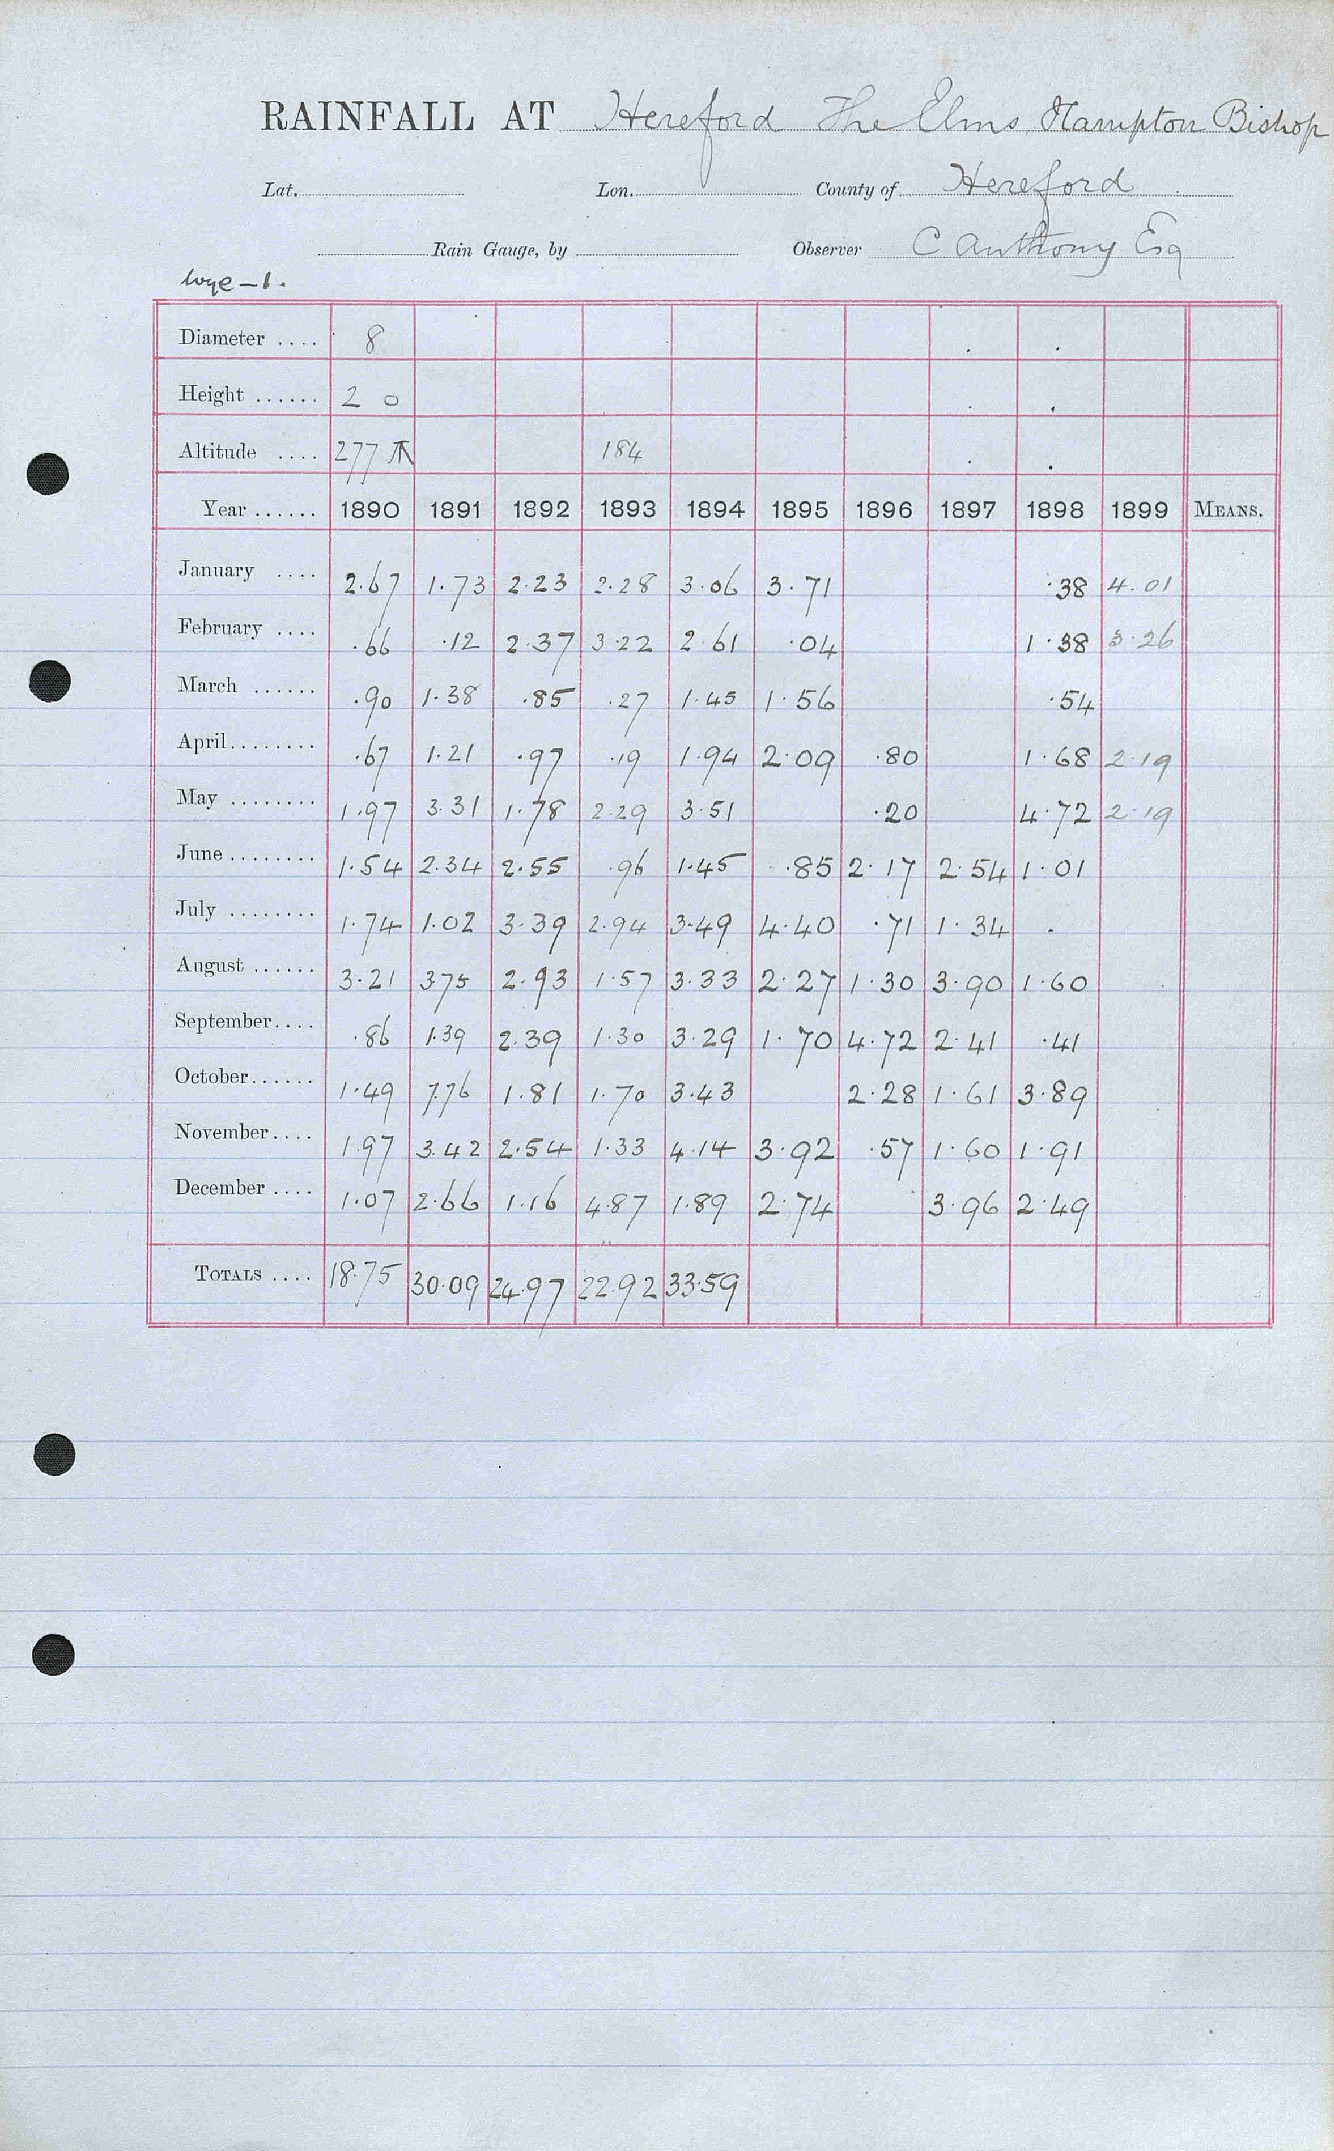 RAINFALL AT Hereford The Elms Hampton Bishop
Lat. Lon. County of Hereford
Rain Gauge, by Observer C Anthony Esq
Wye - 1.
Diameter .... 8
Height ...... 2 0
Altitude .... 277 184
Year ...... 1890 1891 1892 1893 1894 1895 1896 1897 1898 1899 MEANS.
January .... 2.67 1.73 2.23 2.28 3.06 3.71 .38 4.01
February .... .66 .12 2.37 3.22 2.61 .04 1.38 3.26
March ...... .90 1.38 .85 .27 1.45 1.56 .54
April........ .67 1.21 .97 .19 1.94 2.09 .80 1.68 2.19
May ........ 1.97 3.31 1.78 2.29 3.51 .20 4.72 2.19
June ........ 1.54 2.34 2.55 .96 1.45 .85 2.17 2.54 1.01
July ........ 1.74 1.02 3.39 2.94 3.49 4.40 .71 1.34 .
August ...... 3.21 3.75 2.93 1.57 3.33 2.27 1.30 3.90 1.60
September.... .86 1.39 2.39 1.30 3.29 1.70 4.72 2.41 .41
October...... 1.49 7.76 1.81 1.70 3.43 2.28 1.61 3.89
November.... 1.97 3.42 2.54 1.33 4.14 3.92 .57 1.60 1.91
December .... 1.07 2.66 1.16 4.87 1.89 2.74 3.96 2.49
TOTALS .... 18.75 30.09 24.97 22.92 33.59